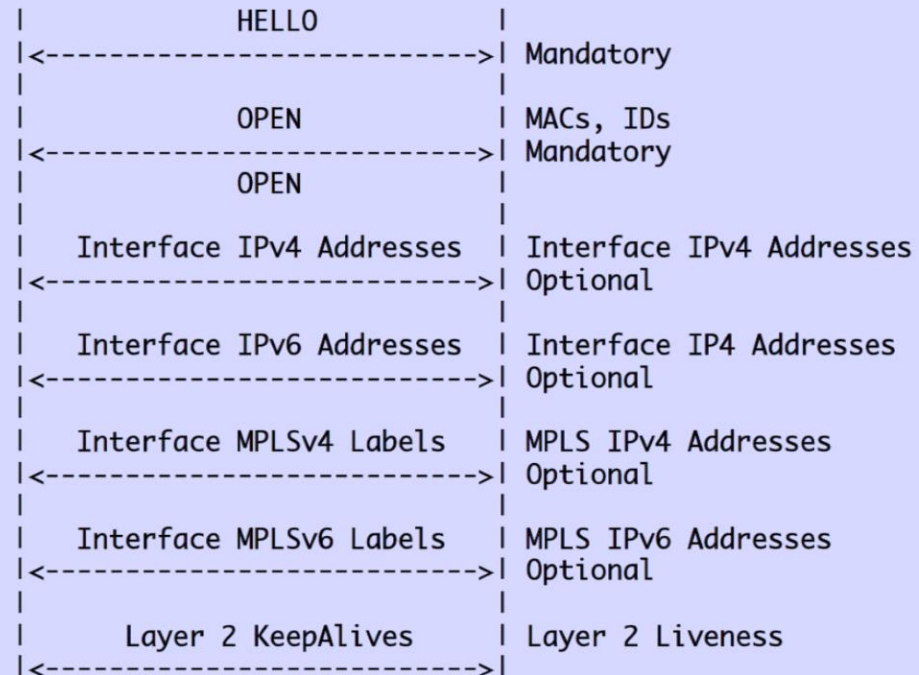 HELLO
Mandatory
OPEN MACs, IDs
Mandatory
OPEN
Interface IPv4 Addresses Interface IPv4 Addresses
Optional
Interface IPv6 Addresses Interface IP4 Addresses
Optional
Interface MPLSv4 Labels MPLS IPv4 Addresses
Optional
Interface MPLSv6 Labels MPLS IPv6 Addresses
Optional
Layer 2 KeepAlives Layer 2 Liveness